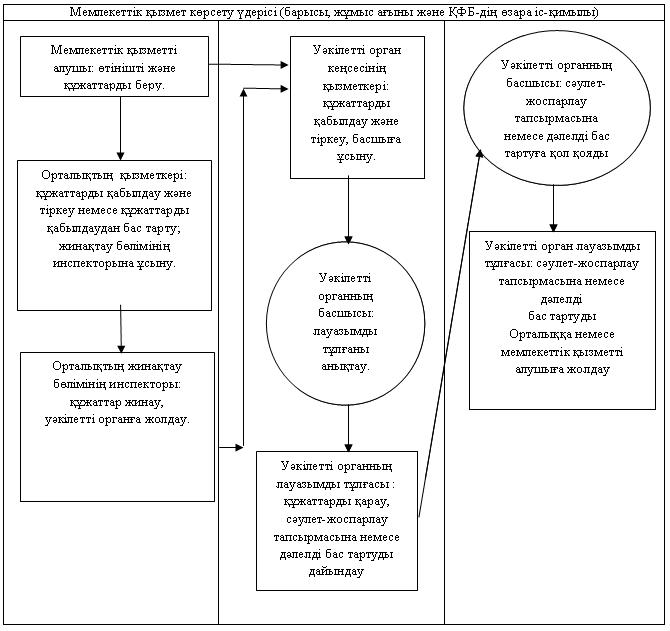 Мемлекеттік қызмет көрсету үдерісі (барысы, жұмыс ағыны және ҚФБ-дің өзара іс-қимылы)
Мемлекеттік қызметті
алушы: өтінішті және
құжаттарды беру.
Орталықтың қызметкері:
құжаттарды қабылдау және
тіркеу немесе құжаттарды
қабылдаудан бас тарту;
жинақтау бөлімінің
инспекторына ұсыну.
Орталықтың жинақтау
бөлімінің инспекторы:
құжаттар жинау,
уәкілетті органға жолдау.
Уәкілетті орган
кеңсесінің
қызметкері:
құжаттарды
қабылдау және
тіркеу, басшыға
ұсыну.
Уәкілетті
органның
басшысы:
лауазымды
тұлғаны
анықтау.
Уәкілетті органның
лауазымды тұлғасы :
құжаттарды қарау,
сәулет-жоспарлау
тапсырмасына немесе
дәлелді бас тартуды
дайындау
Уәкілетті органның
басшысы: сәулет-
жоспарлау
тапсырмасына
немесе дәлелді бас
тартуға қол қояды
Уәкілетті орган лауазымды
тұлғасы: сәулет-жоспарлау
тапсырмасына немесе
дәлелді
бас тартуды
Орталыққа немесе
мемлекеттік қызметті
алушыға жолдау